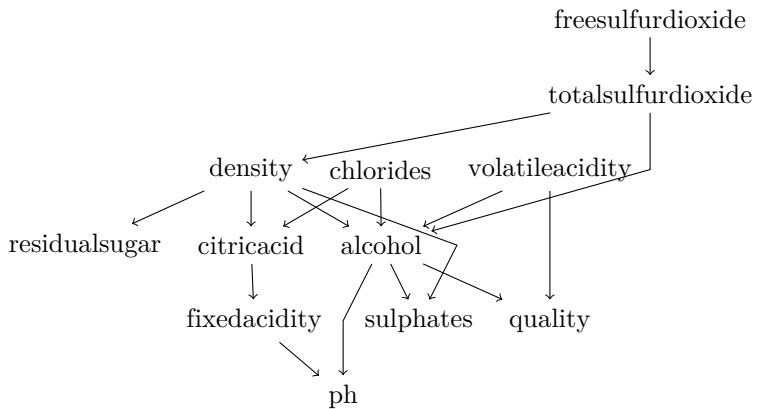 freesulfurdioxide
totalsulfurdioxide
density chlorides volatileacidity
residualsugar citricacid alcohol
fixedacidity sulphates quality
ph